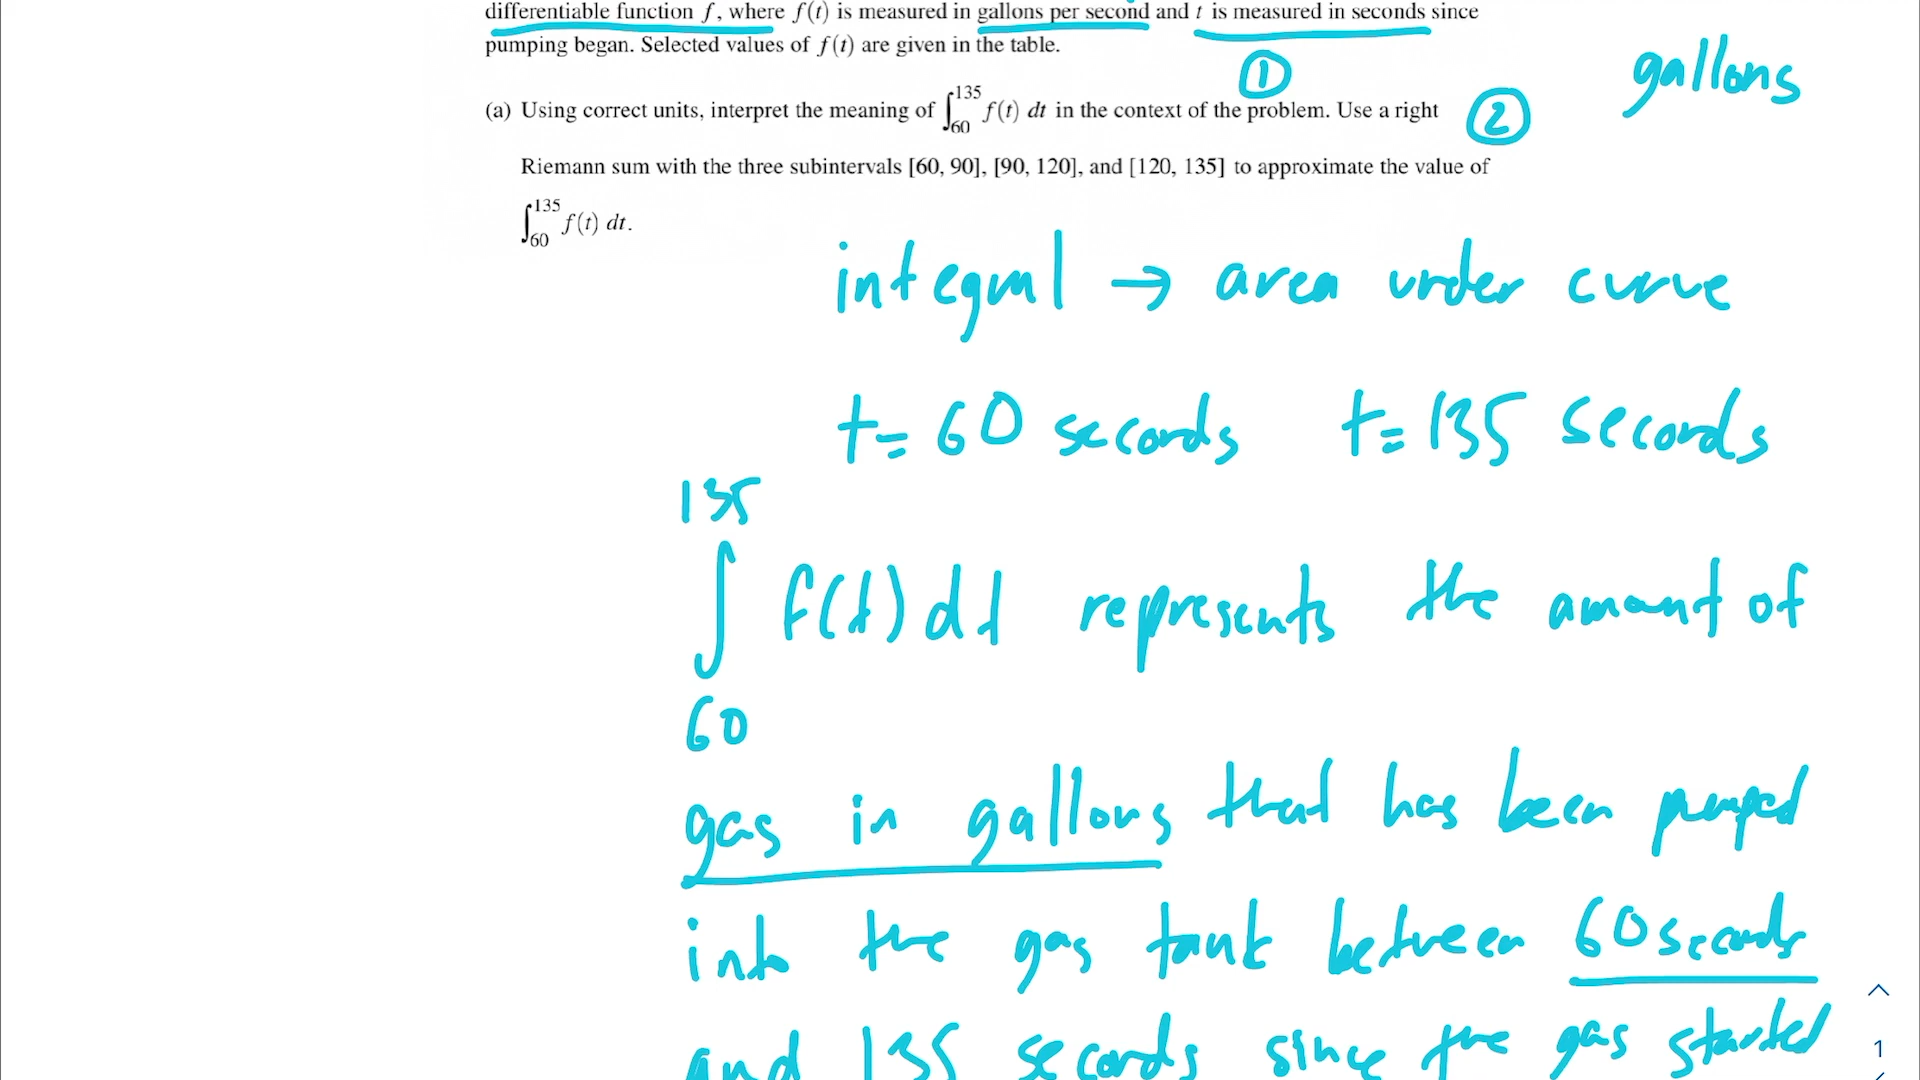 differentiable function f, where f(t) is measured in gallons per second and t is measured in seconds since
pumping began. Selected values of f(t) are given in the table.
①
gallons
(a) Using correct units, interpret the meaning of ∫_60^135 f(t) dt in the context of the problem. Use a right
②
Riemann sum with the three subintervals [60, 90], [90, 120], and [120, 135] to approximate the value of
∫_60^135 f(t) dt.
integral → area under curve
t = 60 seconds t = 135 seconds
∫_60^135 f(t) dt represents the amount of
gas in gallons that has been pumped
into the gas tank between 60 seconds
and 135 seconds since the gas started
1